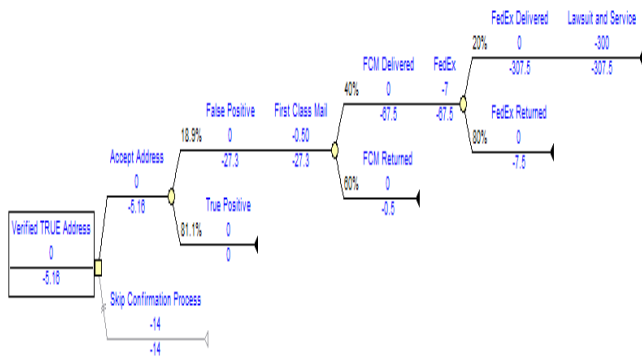 FedEx Delivered Lawsuit and Service
20% 0 -300
-307.5 -307.5
FCM Delivered FedEx
40% 0 -7
-67.5 -67.5
FedEx Returned
80% 0
-7.5
False Positive First Class Mail
18.9% 0 -0.50
-27.3 -27.3
FCM Returned
60% 0
-0.5
Accept Address
0
-5.16
True Positive
81.1% 0
0
Verified TRUE Address
0
-5.16
Skip Confirmation Process
-14
-14